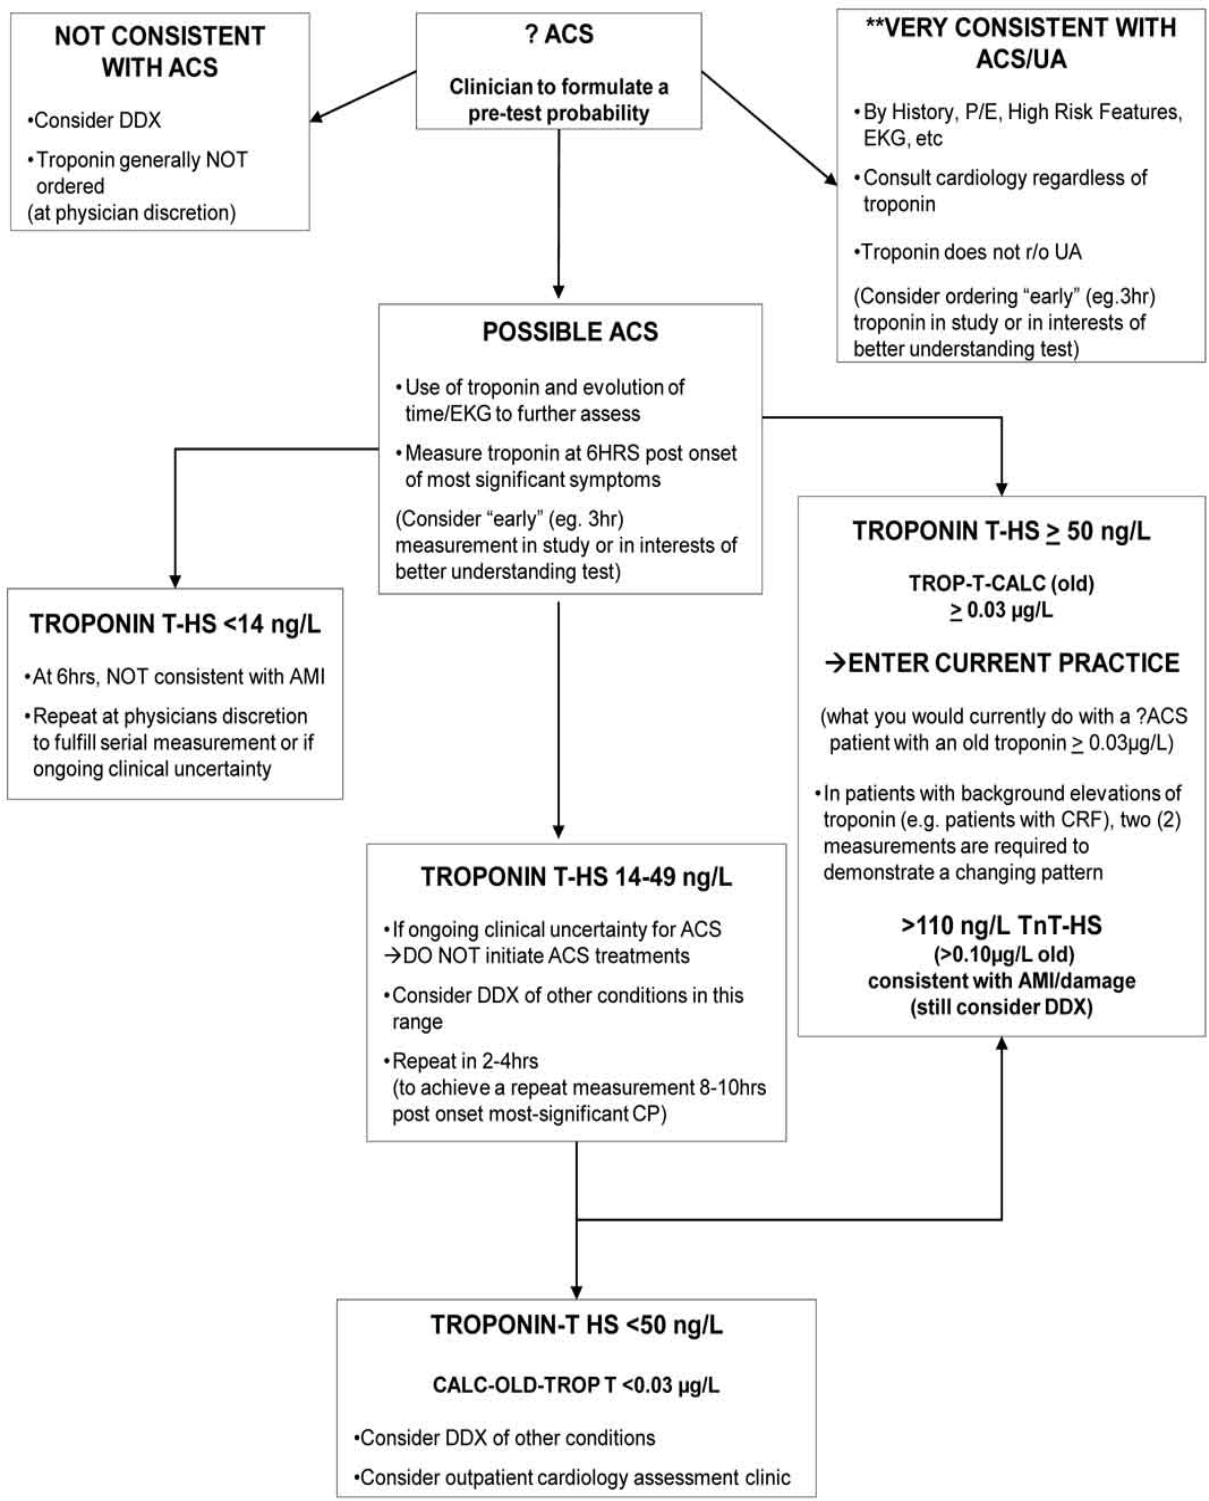 NOT CONSISTENT
WITH ACS
•Consider DDX
•Troponin generally NOT
ordered
(at physician discretion)
? ACS
Clinician to formulate a
pre-test probability
**VERY CONSISTENT WITH
ACS/UA
•By History, P/E, High Risk Features,
EKG, etc
•Consult cardiology regardless of
troponin
•Troponin does not r/o UA
(Consider ordering “early” (eg.3hr)
troponin in study or in interests of
better understanding test)
POSSIBLE ACS
•Use of troponin and evolution of
time/EKG to further assess
•Measure troponin at 6HRS post onset
of most significant symptoms
(Consider “early” (eg. 3hr)
measurement in study or in interests of
better understanding test)
TROPONIN T-HS <14 ng/L
•At 6hrs, NOT consistent with AMI
•Repeat at physicians discretion
to fulfill serial measurement or if
ongoing clinical uncertainty
TROPONIN T-HS ≥ 50 ng/L
TROP-T-CALC (old)
≥ 0.03 µg/L
→ENTER CURRENT PRACTICE
(what you would currently do with a ?ACS
patient with an old troponin ≥ 0.03µg/L)
•In patients with background elevations of
troponin (e.g. patients with CRF), two (2)
measurements are required to
demonstrate a changing pattern
>110 ng/L TnT-HS
(>0.10µg/L old)
consistent with AMI/damage
(still consider DDX)
TROPONIN T-HS 14-49 ng/L
•If ongoing clinical uncertainty for ACS
→DO NOT initiate ACS treatments
•Consider DDX of other conditions in this
range
•Repeat in 2-4hrs
(to achieve a repeat measurement 8-10hrs
post onset most-significant CP)
TROPONIN-T HS <50 ng/L
CALC-OLD-TROP T <0.03 µg/L
•Consider DDX of other conditions
•Consider outpatient cardiology assessment clinic